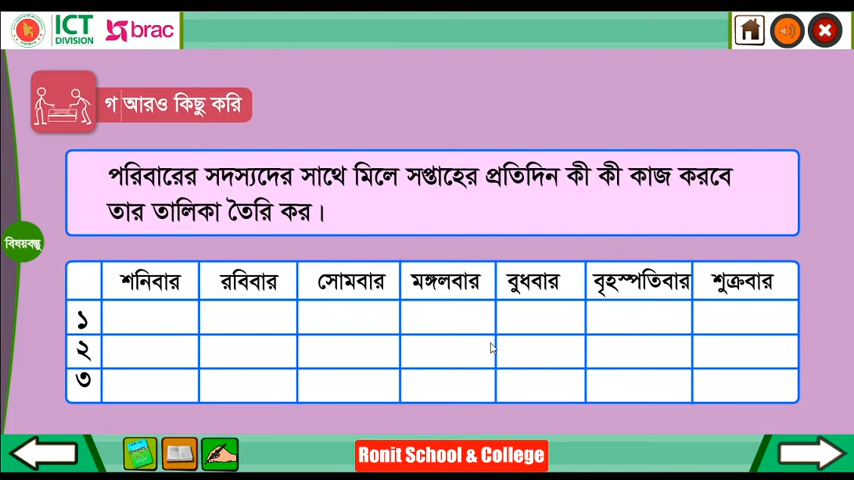 ICT
DIVISION
brac
গ আরও কিছু করি
পরিবারের সদস্যদের সাথে মিলে সপ্তাহের প্রতিদিন কী কী কাজ করবে
তার তালিকা তৈরি কর।
বিষয়বস্তু
শনিবার রবিবার সোমবার মঙ্গলবার বুধবার বৃহস্পতিবার শুক্রবার
১
২
৩
Ronit School & College